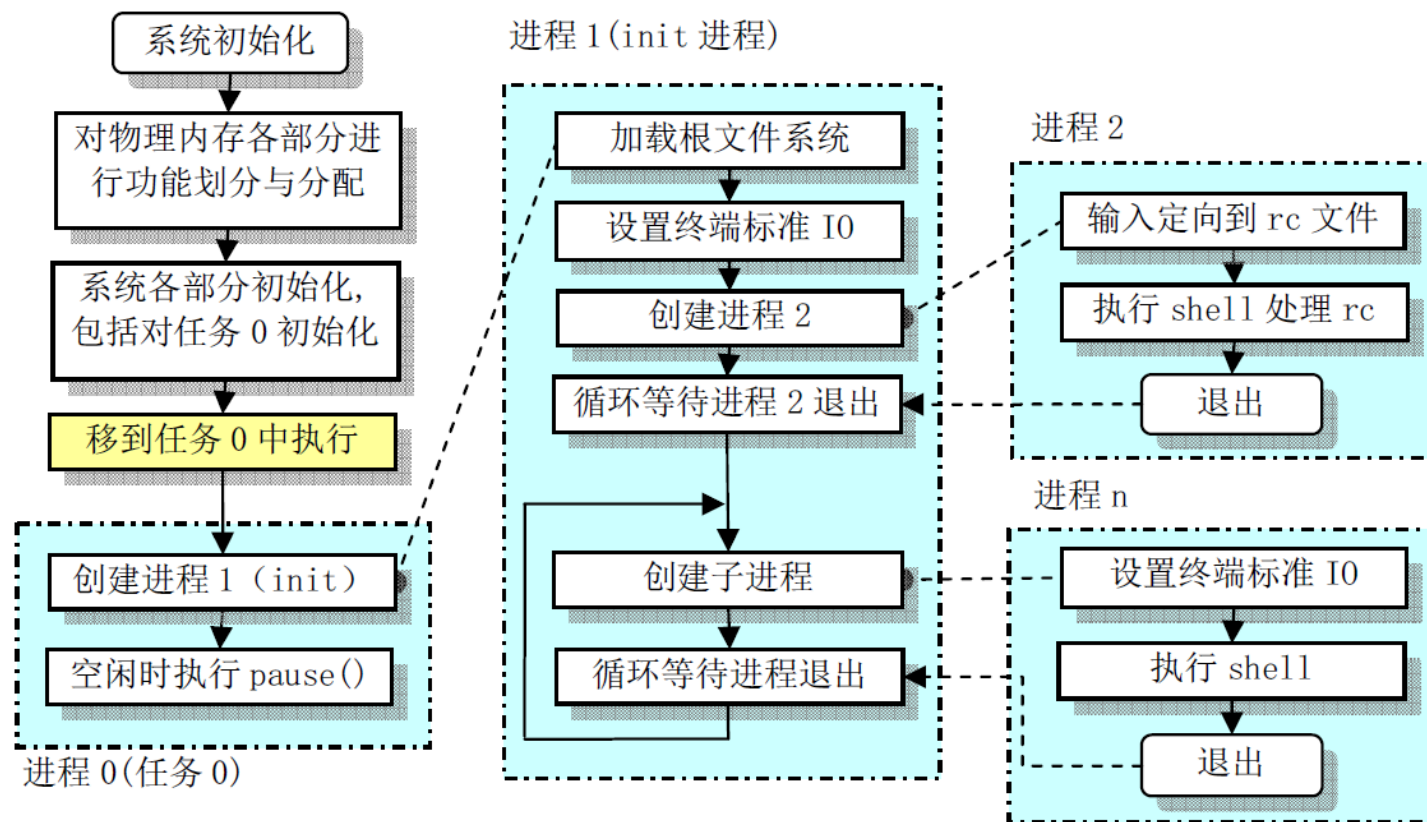 系统初始化
对物理内存各部分进
行功能划分与分配
系统各部分初始化,
包括对任务 0 初始化
移到任务 0 中执行
创建进程 1（init）
空闲时执行 pause()
进程 0(任务 0)
进程 1(init 进程)
加载根文件系统
设置终端标准 IO
创建进程 2
循环等待进程 2 退出
创建子进程
循环等待进程退出
进程 2
输入定向到 rc 文件
执行 shell 处理 rc
退出
进程 n
设置终端标准 IO
执行 shell
退出